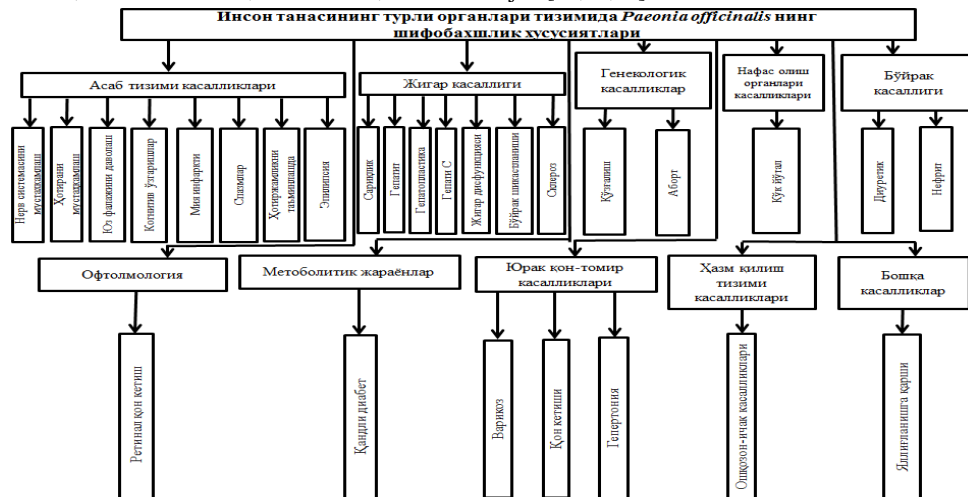 Инсон танасининг турли органлари тизимида Paeonia officinalis нинг
шифобахшлик хусусиятлари
Асаб тизими касалликлари
Жигар касаллиги
Генекологик
касалликлар
Нафас олиш
органлари
касалликлари
Бўйрак
касаллиги
Нерв системасини
мустаҳкамлаш
Ҳотирани
мустаҳкамлаш
Юз фалажини даволаш
Когнитив ўзгаришлар
Мия инфаркти
Спазмлар
Ҳотиржамликни
таъминлашда
Эпилипсия
Сариқлик
Гепатит
Гепатопластика
Гепати С
Жигар дисфункцияси
Бўйрак шикастланиши
Склероз
Қўзғалиш
Аборт
Кўк йўтал
Диуретик
Нефрит
Офтолмология
Метоболитик жараёнлар
Юрак қон-томир
касалликлари
Ҳазм қилиш
тизими
касалликлари
Бошқа
касалликлар
Ретинал қон кетиш
Қандли диабет
Варикоз
Қон кетиши
Гепертония
Ошқозон-ичак касалликлари
Яллиғланишга қарши